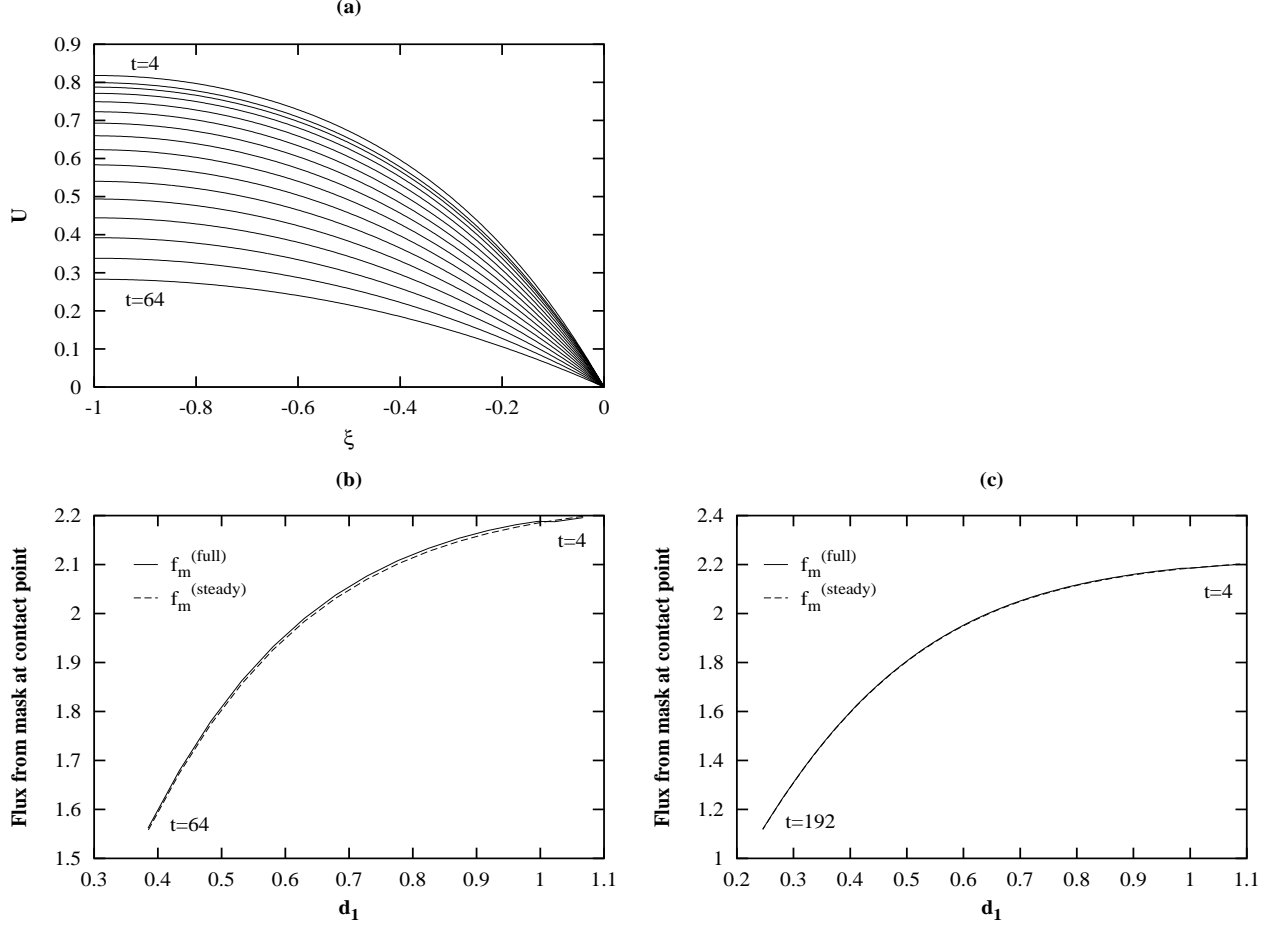 (a)
0.9
0.8
0.7
0.6
0.5
0.4
0.3
0.2
0.1
0
U
t=4
t=64
-1 -0.8 -0.6 -0.4 -0.2 0
ξ
(b)
2.2
2.1
2
1.9
1.8
1.7
1.6
1.5
Flux from mask at contact point
f_m^(full)
f_m^(steady)
t=4
t=64
0.3 0.4 0.5 0.6 0.7 0.8 0.9 1 1.1
d_1
(c)
2.4
2.2
2
1.8
1.6
1.4
1.2
1
Flux from mask at contact point
f_m^(full)
f_m^(steady)
t=4
t=192
0.2 0.3 0.4 0.5 0.6 0.7 0.8 0.9 1 1.1
d_1